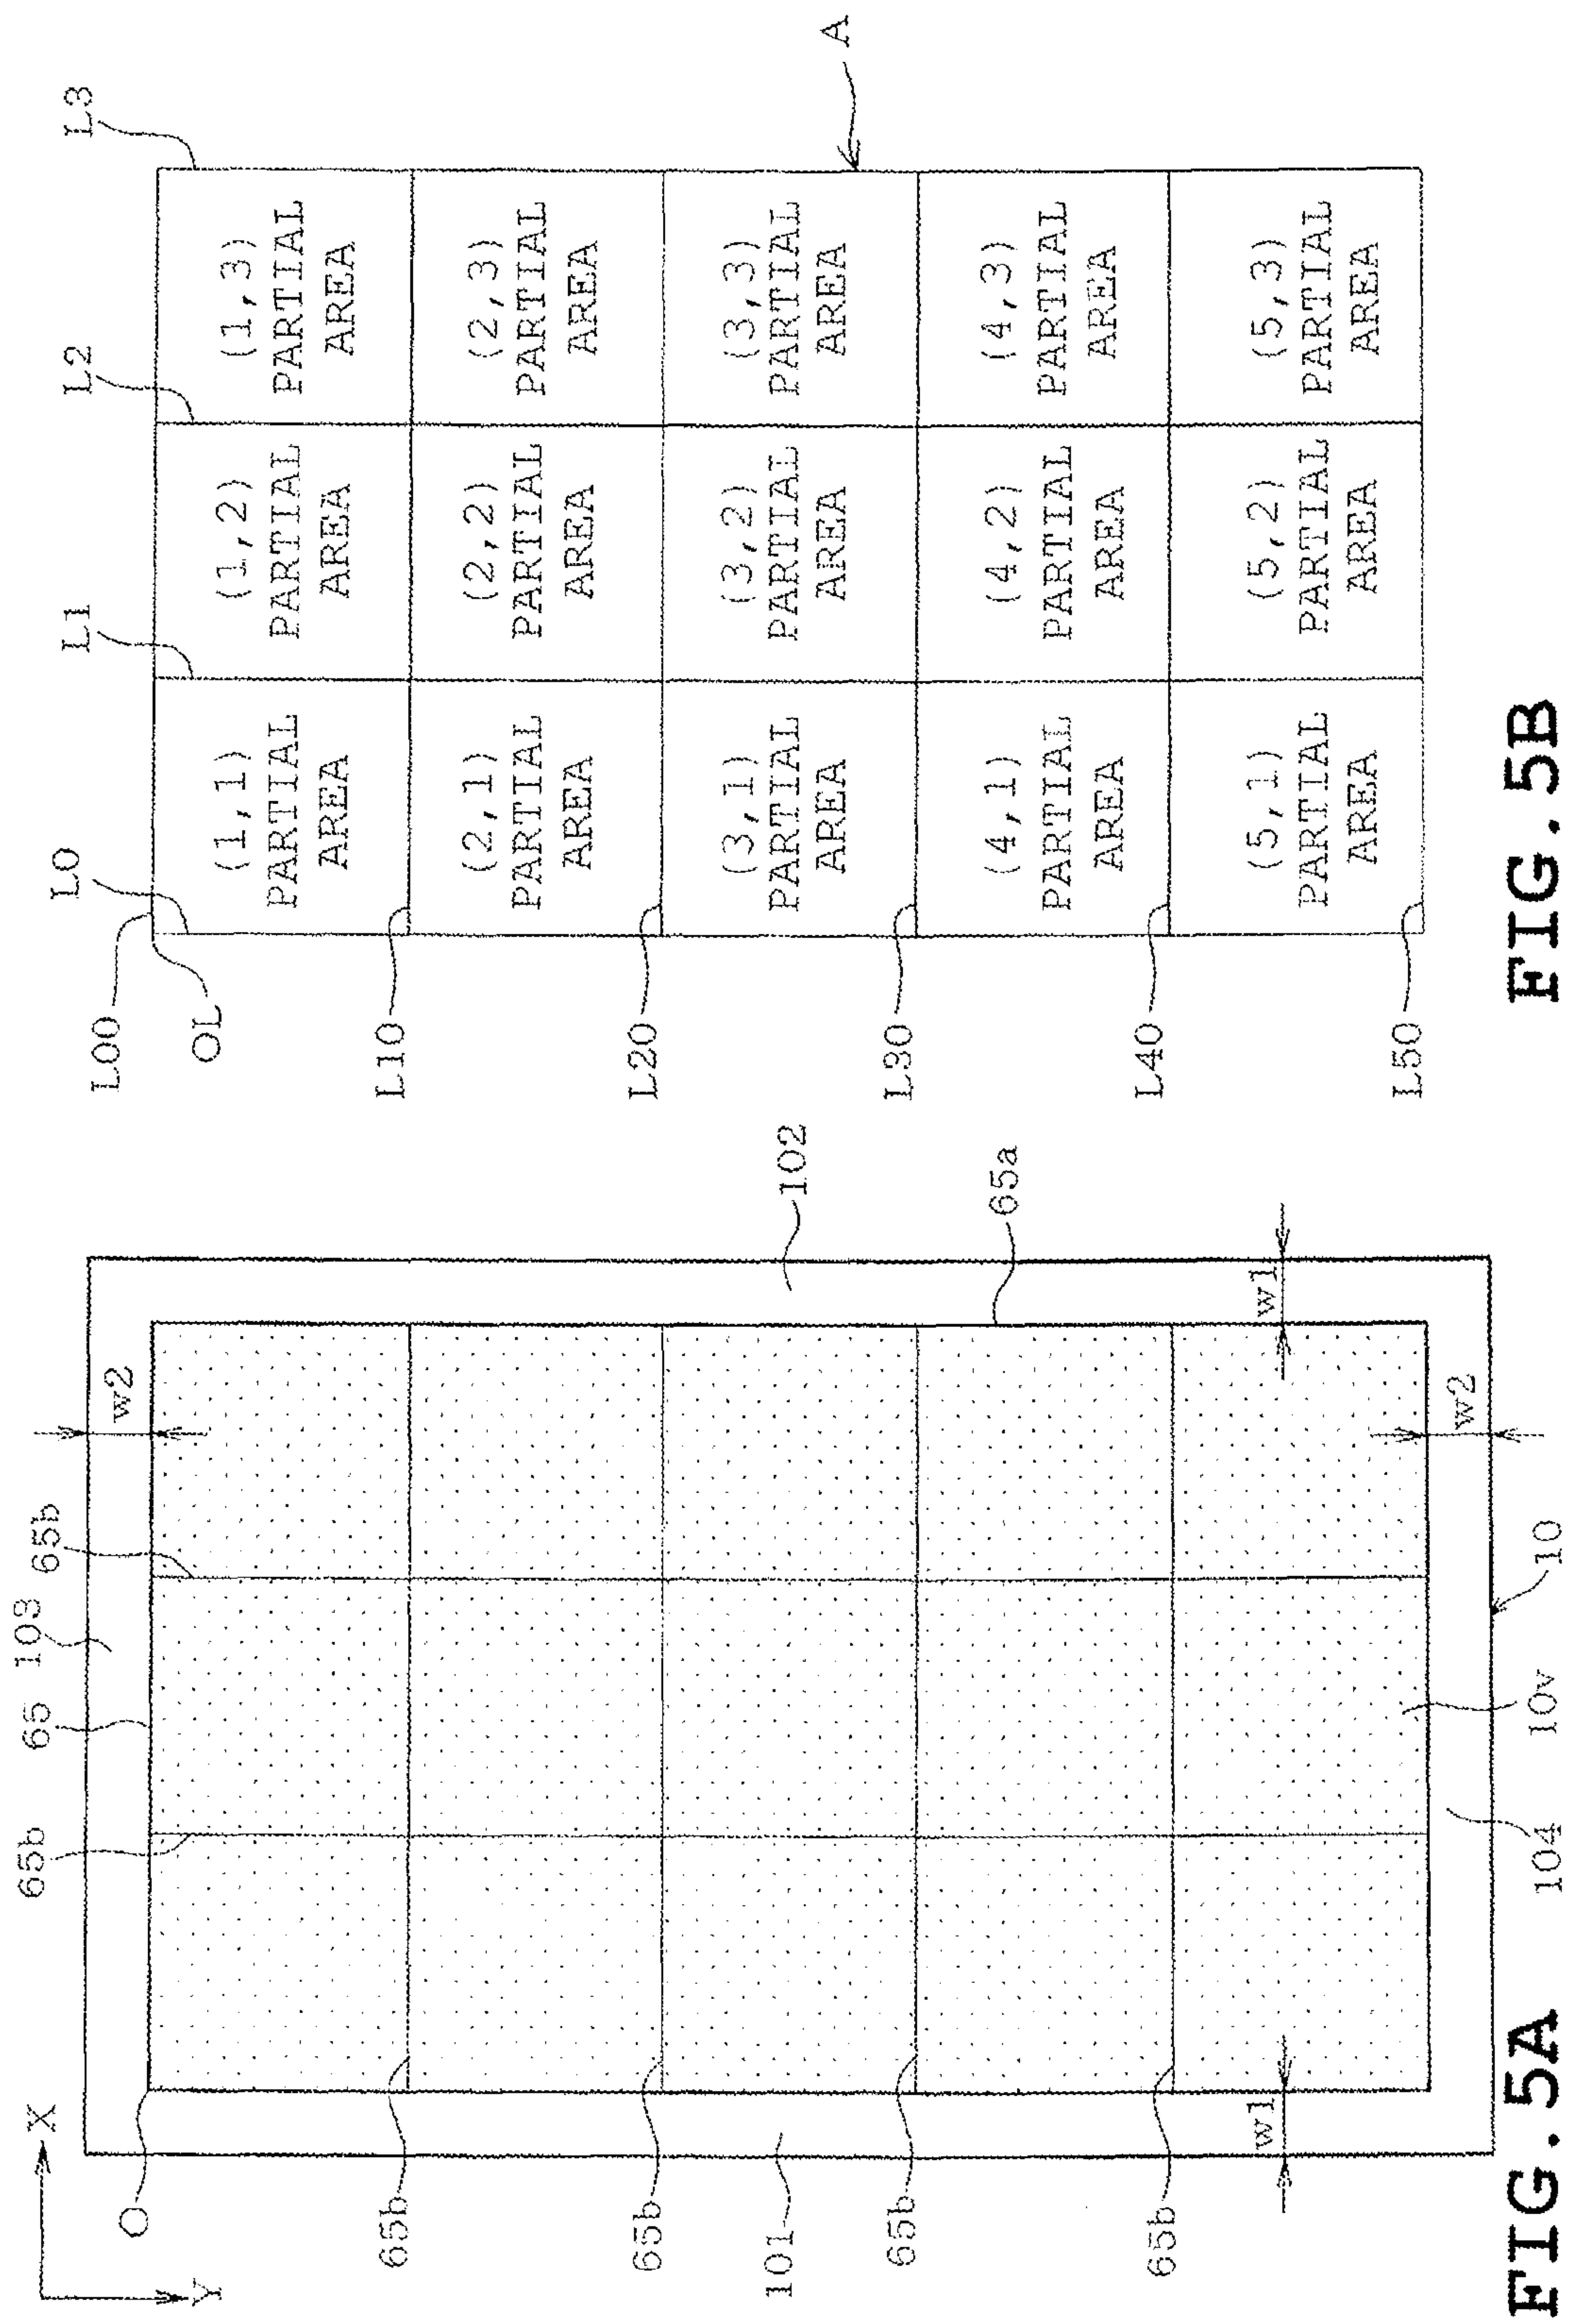 X
Y
O
65b
65
103
65b
w2
65b
65b
65b
65b
101
102
65a
w1
w1
w2
10
10v
104
FIG. 5A
L00
L0
L1
L2
L3
OL
L10
L20
L30
L40
L50
A
(1,1)
PARTIAL
AREA
(1,2)
PARTIAL
AREA
(1,3)
PARTIAL
AREA
(2,1)
PARTIAL
AREA
(2,2)
PARTIAL
AREA
(2,3)
PARTIAL
AREA
(3,1)
PARTIAL
AREA
(3,2)
PARTIAL
AREA
(3,3)
PARTIAL
AREA
(4,1)
PARTIAL
AREA
(4,2)
PARTIAL
AREA
(4,3)
PARTIAL
AREA
(5,1)
PARTIAL
AREA
(5,2)
PARTIAL
AREA
(5,3)
PARTIAL
AREA
FIG. 5B